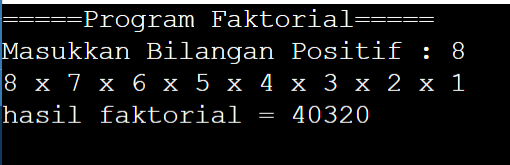 =====Program Faktorial=====
Masukkan Bilangan Positif : 8
8 x 7 x 6 x 5 x 4 x 3 x 2 x 1
hasil faktorial = 40320